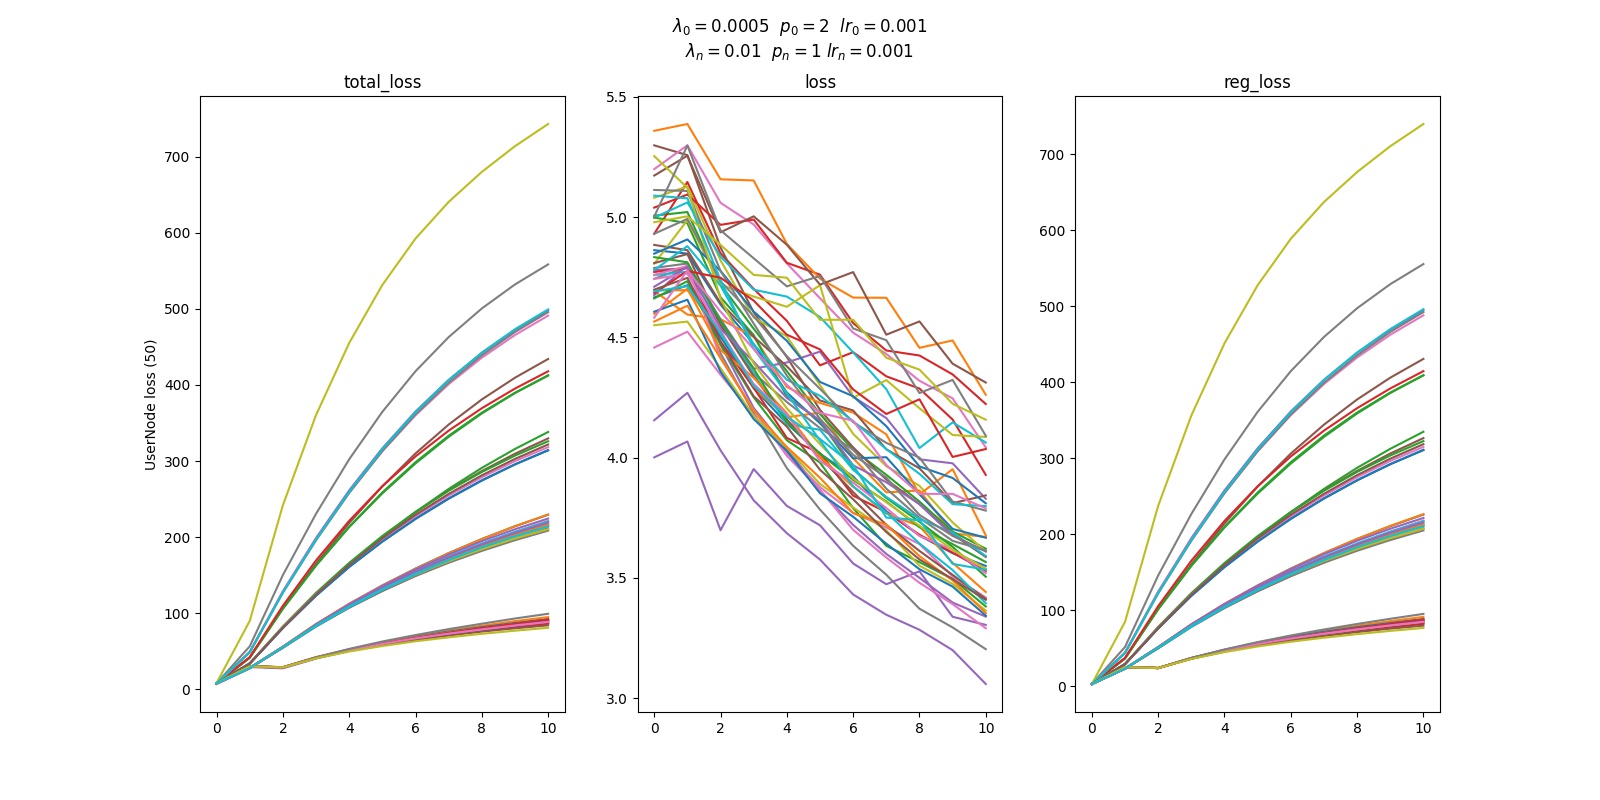 λ₀ = 0.0005 p₀ = 2 lr₀ = 0.001
λₙ = 0.01 pₙ = 1 lrₙ = 0.001
total_loss
loss
reg_loss
UserNode loss (50)
700
600
500
400
300
200
100
0
0 2 4 6 8 10
5.5
5.0
4.5
4.0
3.5
3.0
0 2 4 6 8 10
700
600
500
400
300
200
100
0
0 2 4 6 8 10